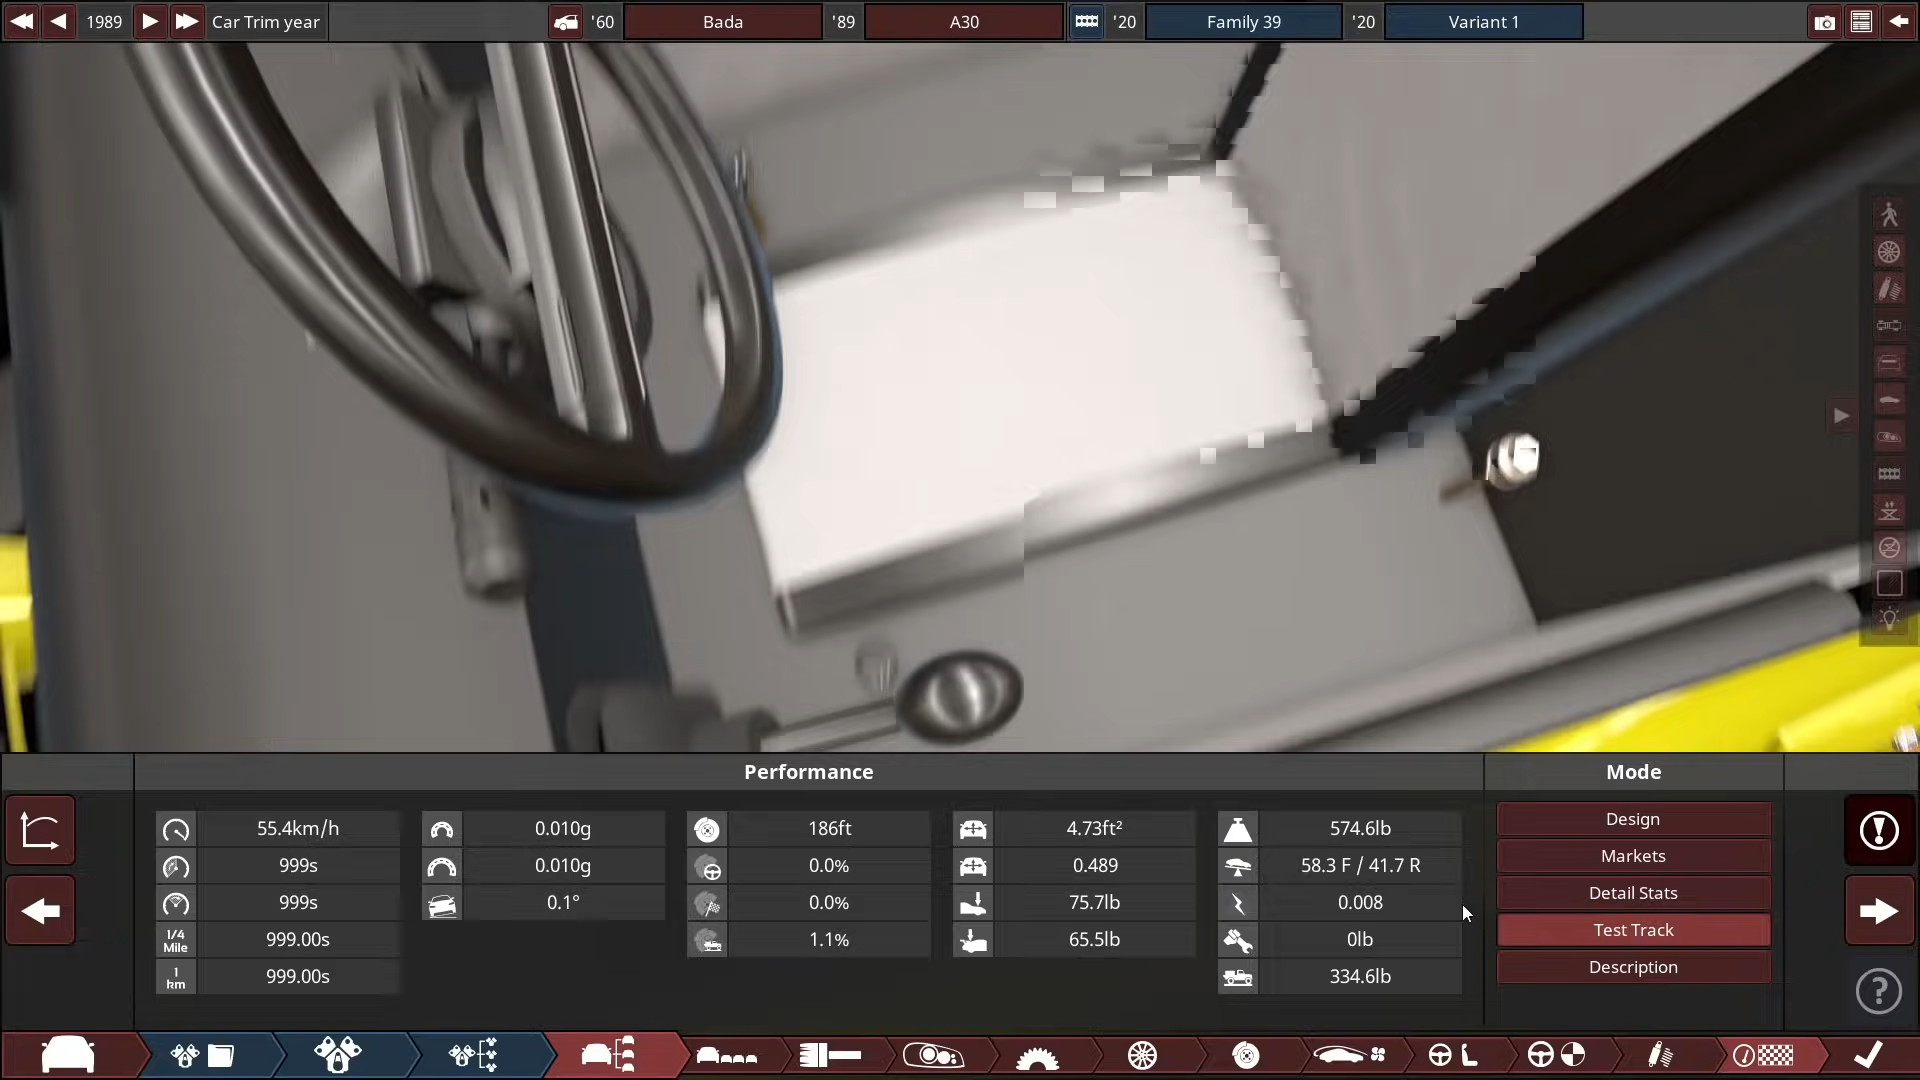 1989 Car Trim year '60 Bada '89 A30 '20 Family 39 '20 Variant 1
Performance
Mode
55.4km/h 0.010g 186ft 4.73ft² 574.6lb
999s 0.010g 0.0% 0.489 58.3 F / 41.7 R
999s 0.1° 0.0% 75.7lb 0.008
1/4 Mile 999.00s 1.1% 65.5lb 0lb
1 km 999.00s 334.6lb
Design
Markets
Detail Stats
Test Track
Description